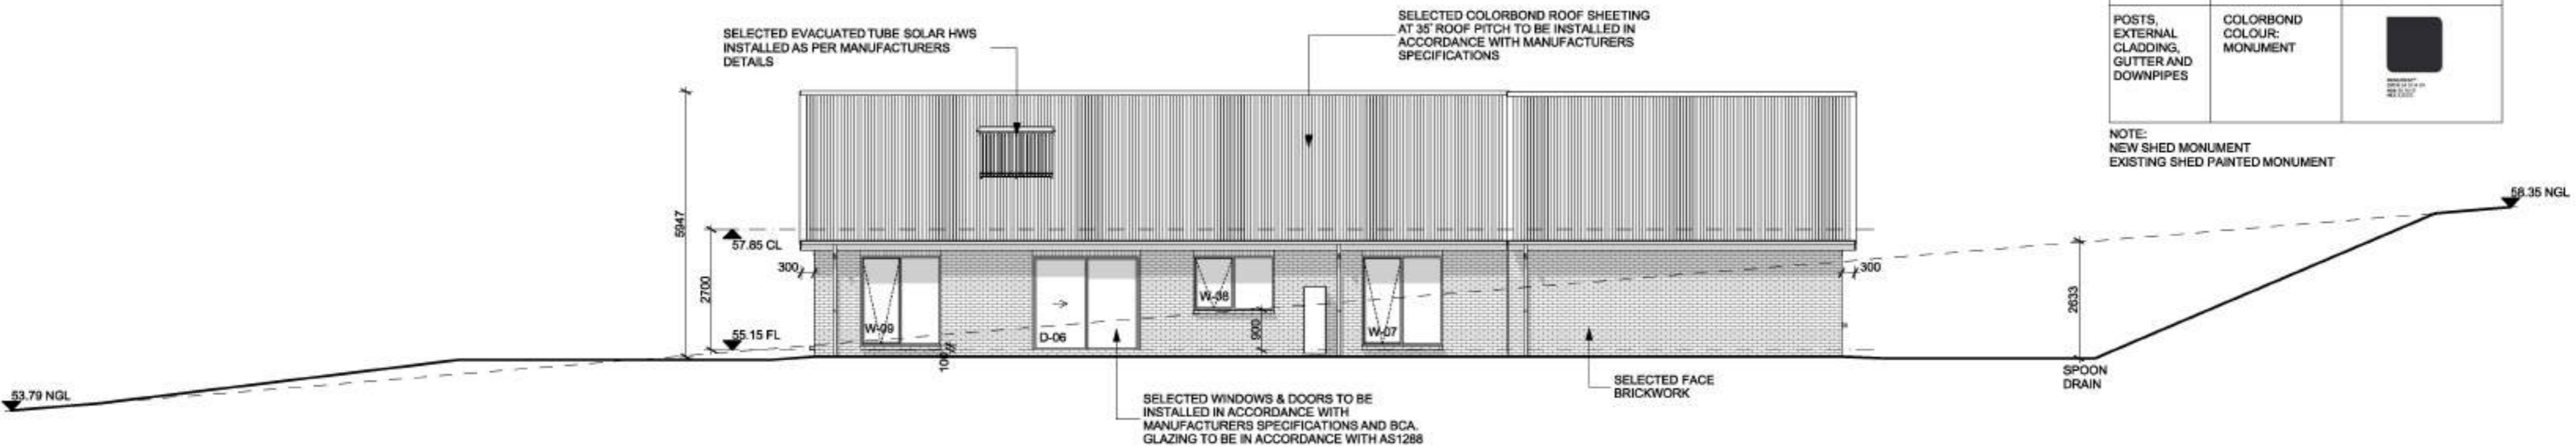 SELECTED EVACUATED TUBE SOLAR HWS
INSTALLED AS PER MANUFACTURERS
DETAILS
SELECTED COLORBOND ROOF SHEETING
AT 35° ROOF PITCH TO BE INSTALLED IN
ACCORDANCE WITH MANUFACTURERS
SPECIFICATIONS
POSTS,
EXTERNAL
CLADDING,
GUTTER AND
DOWNPIPES
COLORBOND
COLOUR:
MONUMENT
NOTE:
NEW SHED MONUMENT
EXISTING SHED PAINTED MONUMENT
58.35 NGL
5947
57.85 CL
300
300
2700
2633
W-09
D-06
W-08
900
W-07
55.15 FL
100
53.79 NGL
SPOON
DRAIN
SELECTED FACE
BRICKWORK
SELECTED WINDOWS & DOORS TO BE
INSTALLED IN ACCORDANCE WITH
MANUFACTURERS SPECIFICATIONS AND BCA.
GLAZING TO BE IN ACCORDANCE WITH AS1288